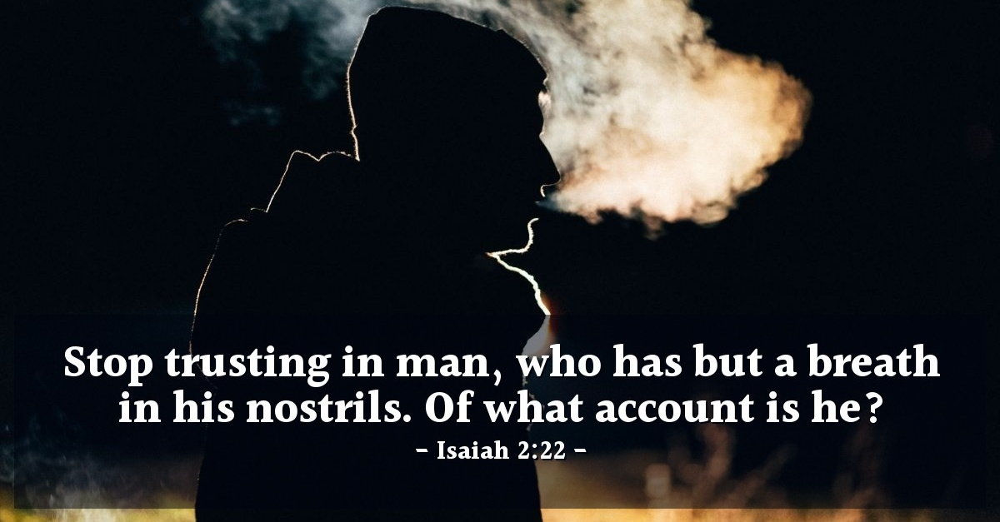 Stop trusting in man, who has but a breath
in his nostrils. Of what account is he?
- Isaiah 2:22 -